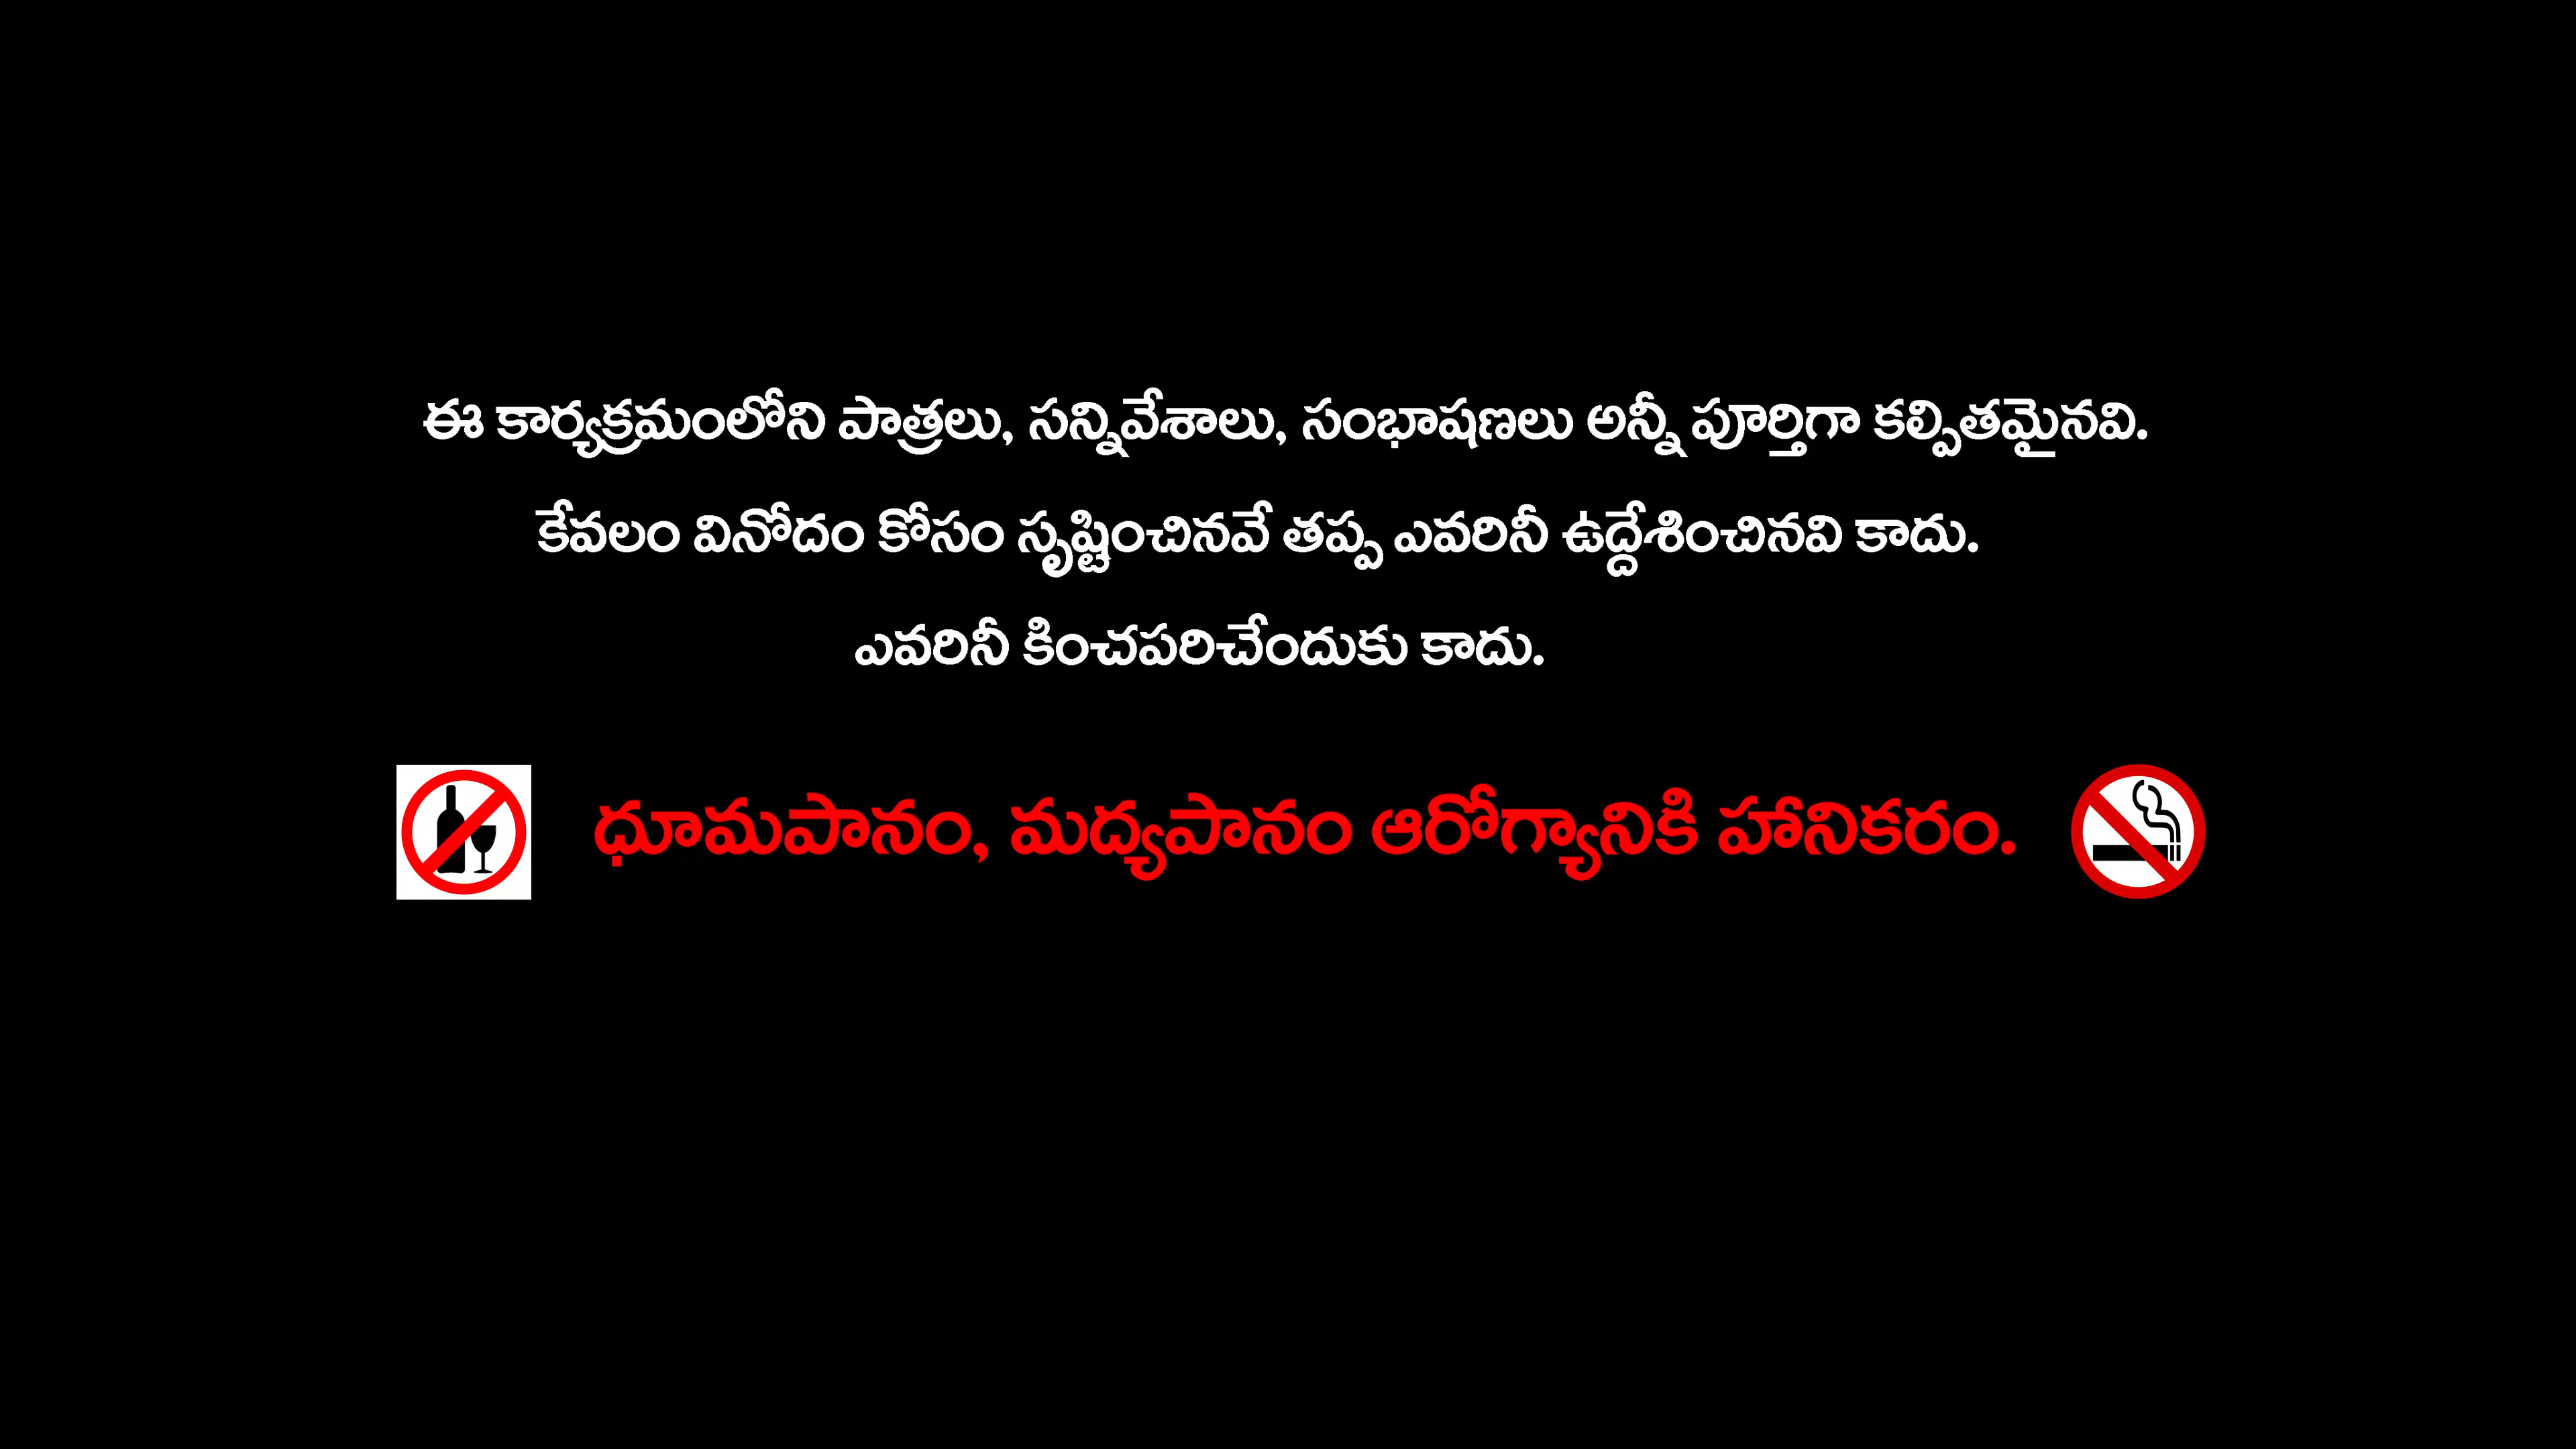 ఈ కార్యక్రమంలోని పాత్రలు, సన్నివేశాలు, సంభాషణలు అన్నీ పూర్తిగా కల్పితమైనవి.
కేవలం వినోదం కోసం సృష్టించినవే తప్ప ఎవరినీ ఉద్దేశించినవి కాదు.
ఎవరినీ కించపరిచేందుకు కాదు.
ధూమపానం, మద్యపానం ఆరోగ్యానికి హానికరం.